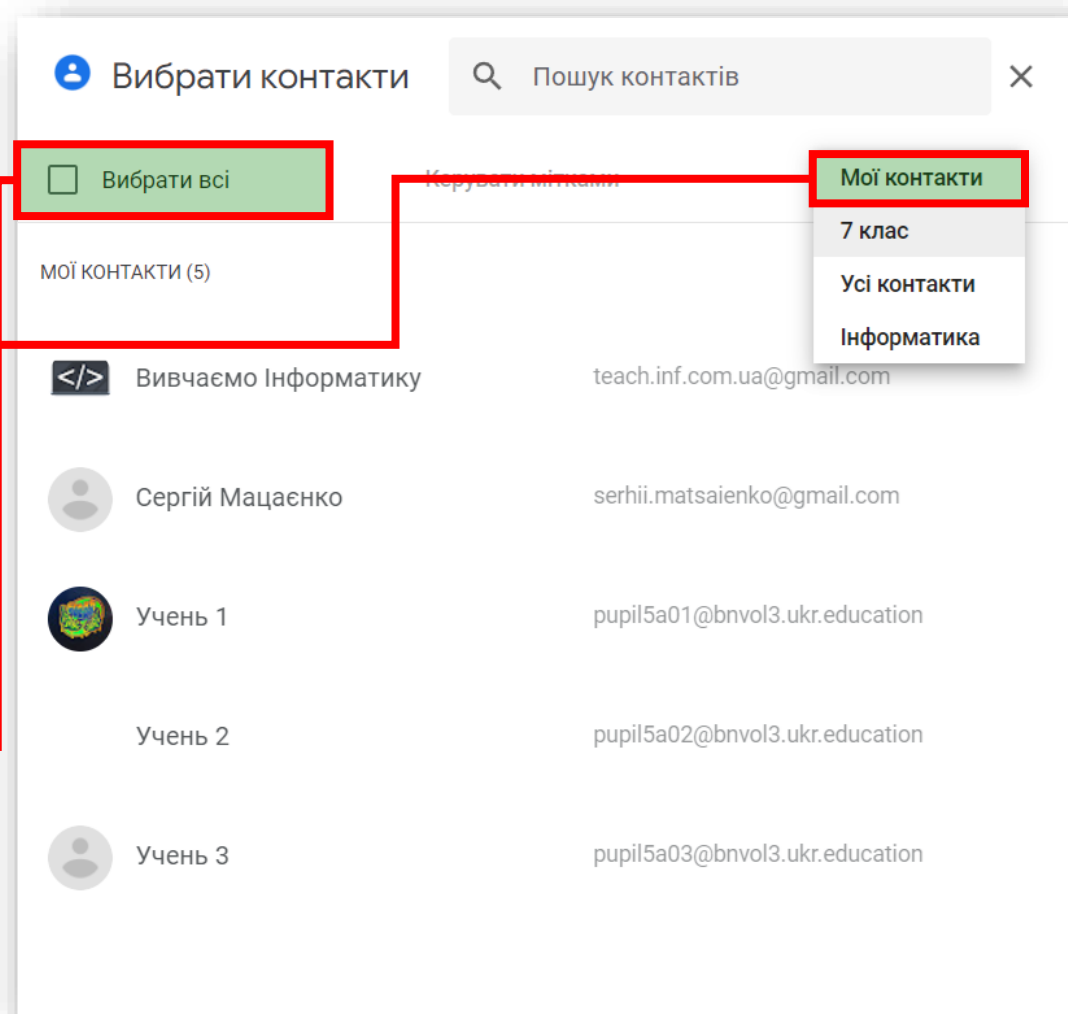 Вибрати контакти
Пошук контактів
Вибрати всі
Керувати мітками
Мої контакти
7 клас
Усі контакти
Інформатика
МОЇ КОНТАКТИ (5)
</> Вивчаємо Інформатику teach.inf.com.ua@gmail.com
Сергій Мацаєнко serhii.matsaienko@gmail.com
Учень 1 pupil5a01@bnvol3.ukr.education
Учень 2 pupil5a02@bnvol3.ukr.education
Учень 3 pupil5a03@bnvol3.ukr.education